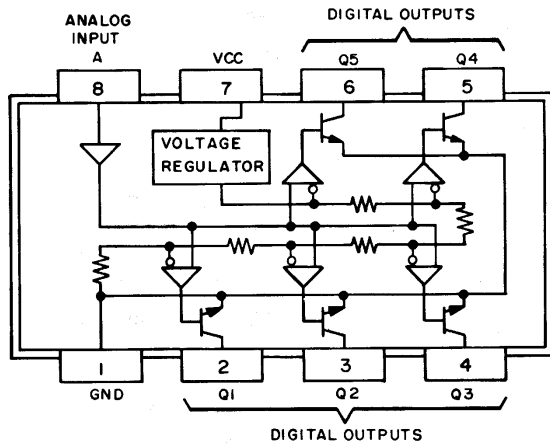 DIGITAL OUTPUTS
ANALOG
INPUT
A VCC Q5 Q4
8 7 6 5
VOLTAGE
REGULATOR
1 2 3 4
GND Q1 Q2 Q3
DIGITAL OUTPUTS